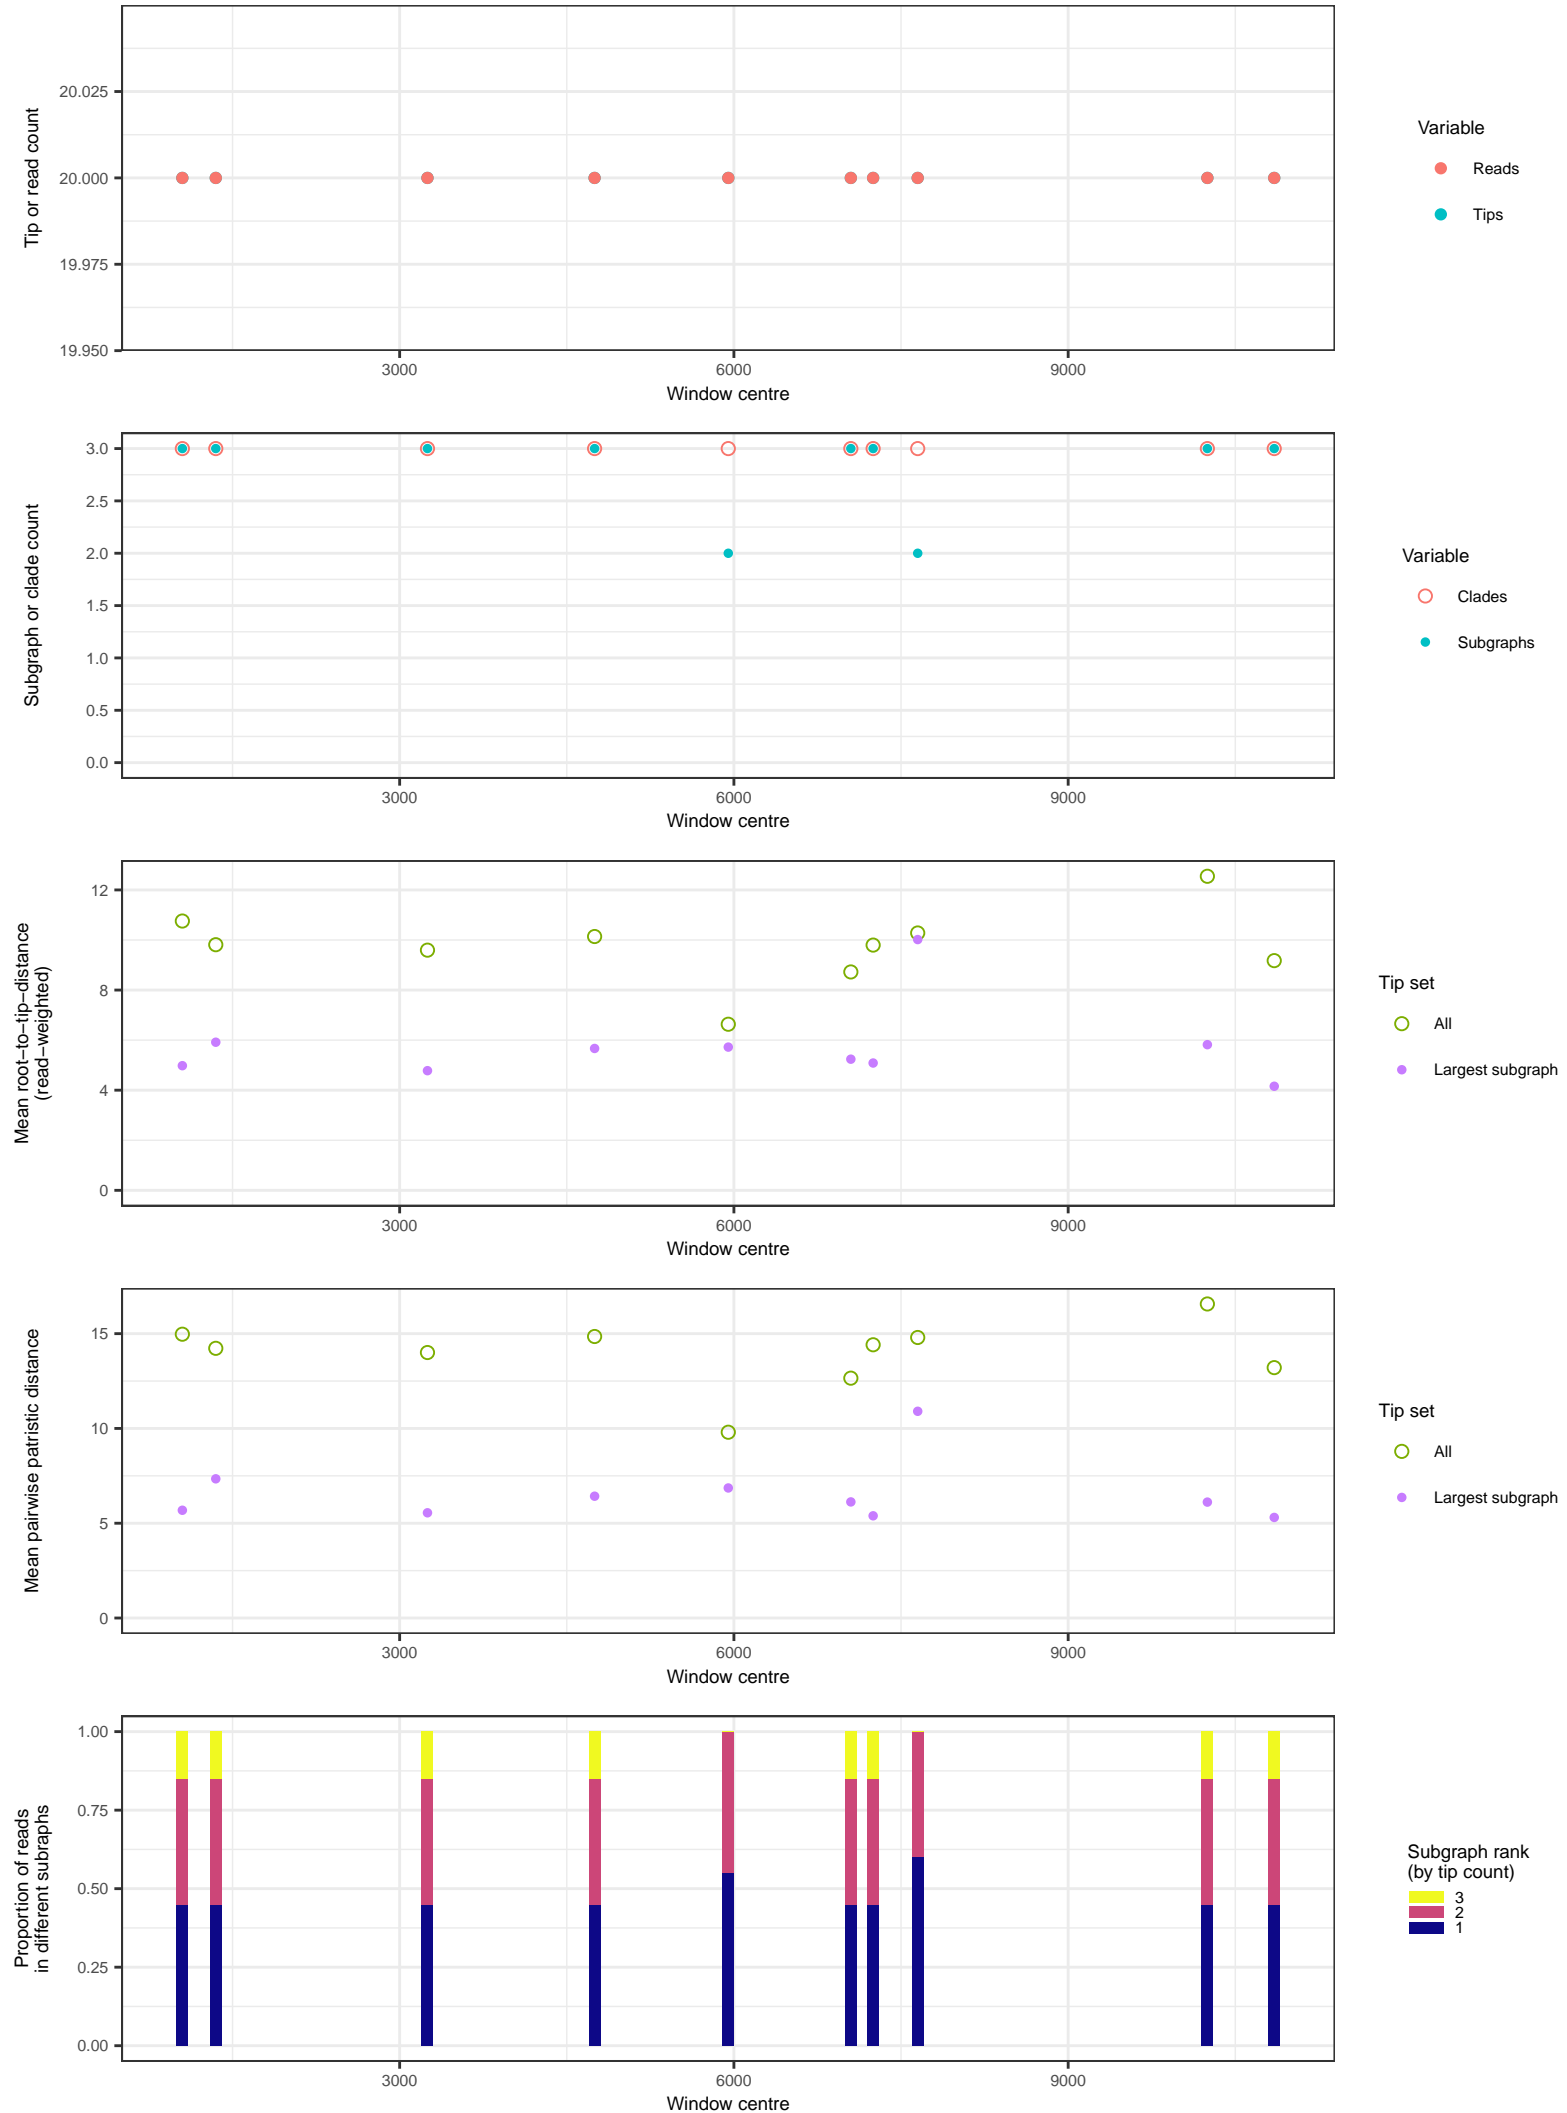 20.025
20.000
19.975
19.950
Tip or read count
3000 6000 9000
Window centre
Variable
Reads
Tips
3.0
2.5
2.0
1.5
1.0
0.5
0.0
Subgraph or clade count
3000 6000 9000
Window centre
Variable
Clades
Subgraphs
12
8
4
0
Mean root−to−tip−distance
(read−weighted)
3000 6000 9000
Window centre
Tip set
All
Largest subgraph
15
10
5
0
Mean pairwise patristic distance
3000 6000 9000
Window centre
Tip set
All
Largest subgraph
1.00
0.75
0.50
0.25
0.00
Proportion of reads
in different subraphs
3000 6000 9000
Window centre
Subgraph rank
(by tip count)
3
2
1